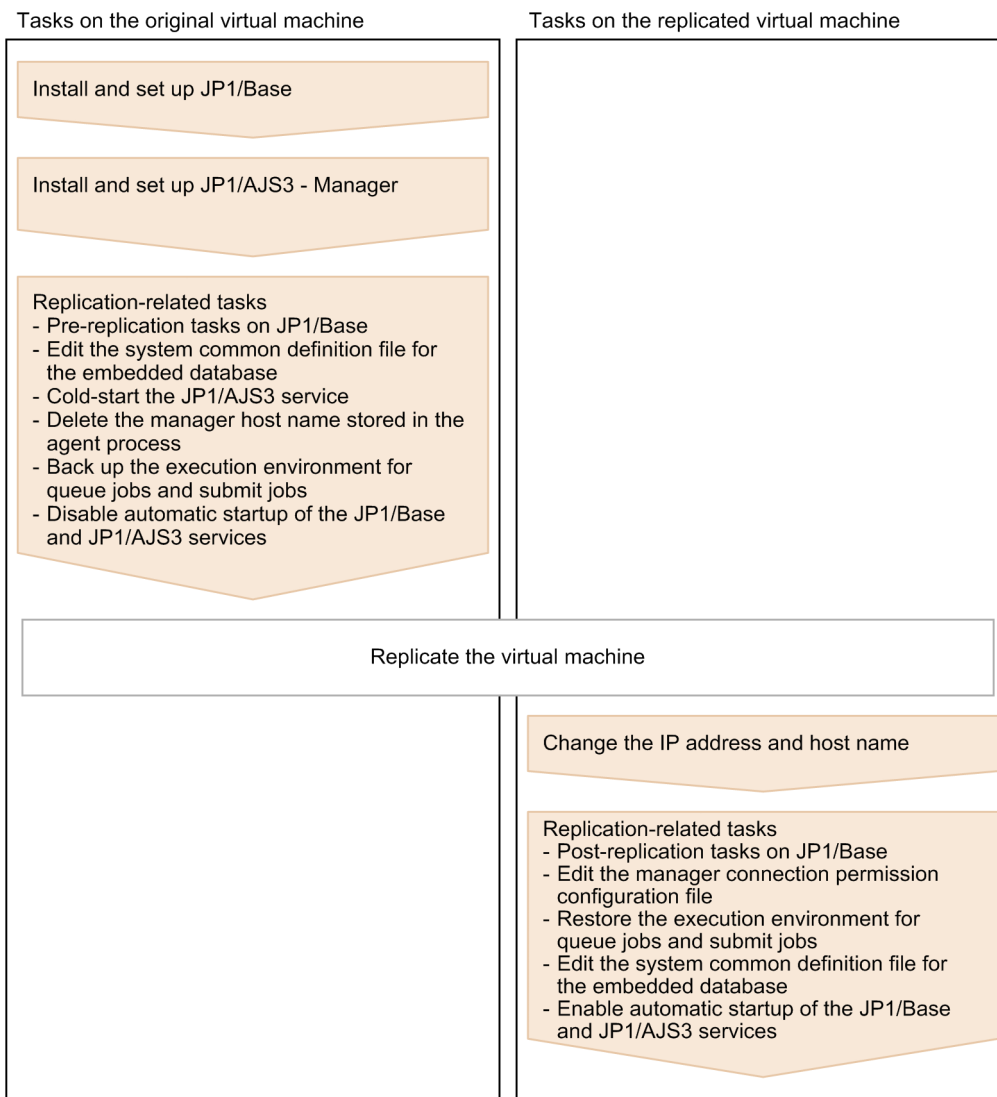 Tasks on the original virtual machine
Tasks on the replicated virtual machine
Install and set up JP1/Base
Install and set up JP1/AJS3 - Manager
Replication-related tasks
- Pre-replication tasks on JP1/Base
- Edit the system common definition file for
the embedded database
- Cold-start the JP1/AJS3 service
- Delete the manager host name stored in the
agent process
- Back up the execution environment for
queue jobs and submit jobs
- Disable automatic startup of the JP1/Base
and JP1/AJS3 services
Replicate the virtual machine
Change the IP address and host name
Replication-related tasks
- Post-replication tasks on JP1/Base
- Edit the manager connection permission
configuration file
- Restore the execution environment for
queue jobs and submit jobs
- Edit the system common definition file for
the embedded database
- Enable automatic startup of the JP1/Base
and JP1/AJS3 services